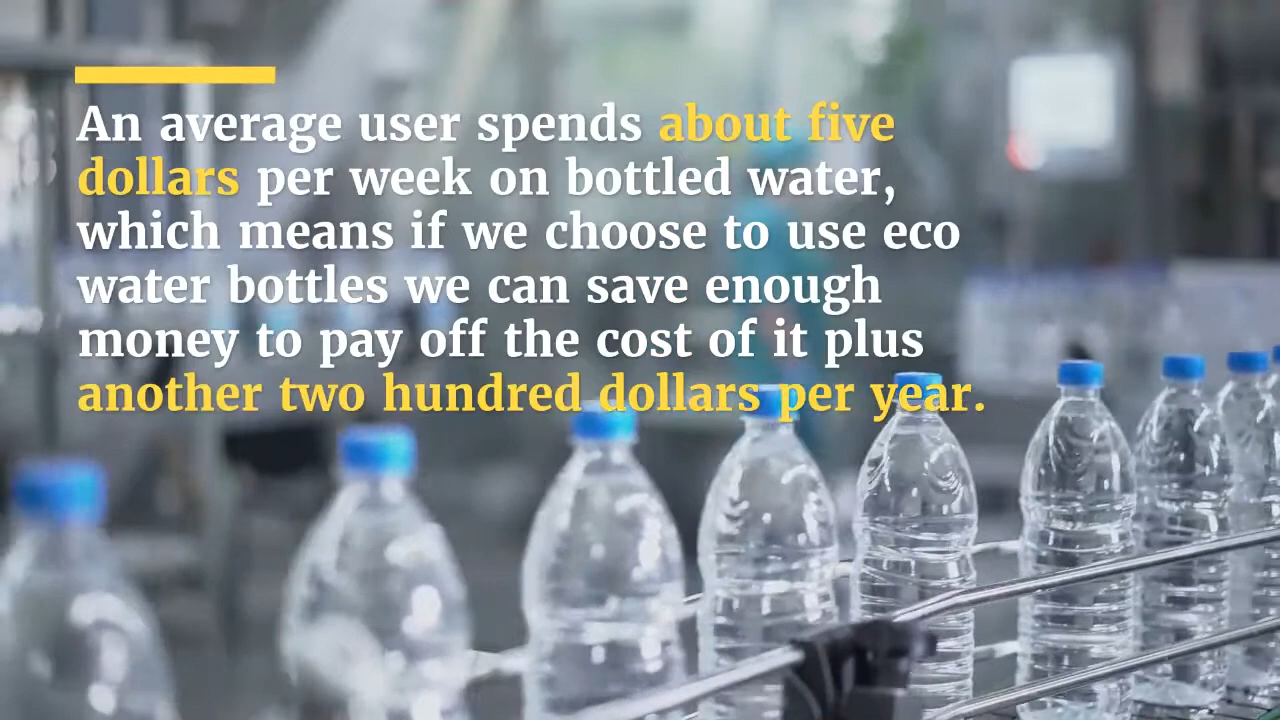 An average user spends about five
dollars per week on bottled water,
which means if we choose to use eco
water bottles we can save enough
money to pay off the cost of it plus
another two hundred dollars per year.